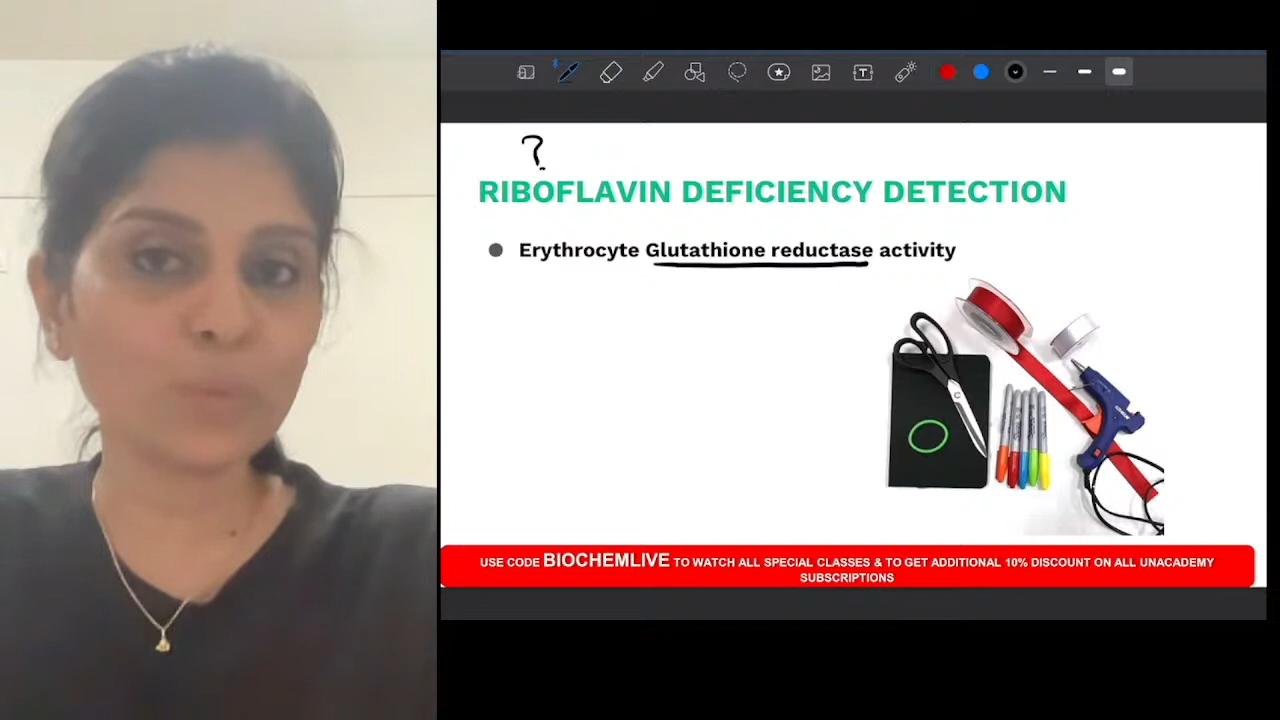 ?
RIBOFLAVIN DEFICIENCY DETECTION
Erythrocyte Glutathione reductase activity
USE CODE BIOCHEMLIVE TO WATCH ALL SPECIAL CLASSES & TO GET ADDITIONAL 10% DISCOUNT ON ALL UNACADEMY
SUBSCRIPTIONS